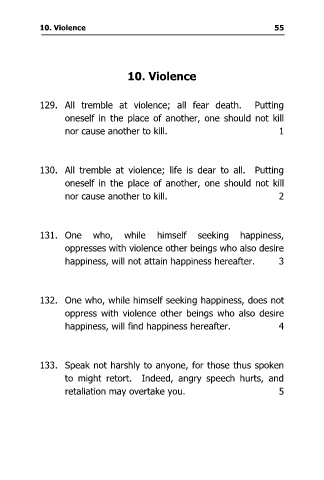 10. Violence 55
10. Violence
129. All tremble at violence; all fear death. Putting
oneself in the place of another, one should not kill
nor cause another to kill. 1
130. All tremble at violence; life is dear to all. Putting
oneself in the place of another, one should not kill
nor cause another to kill. 2
131. One who, while himself seeking happiness,
oppresses with violence other beings who also desire
happiness, will not attain happiness hereafter. 3
132. One who, while himself seeking happiness, does not
oppress with violence other beings who also desire
happiness, will find happiness hereafter. 4
133. Speak not harshly to anyone, for those thus spoken
to might retort. Indeed, angry speech hurts, and
retaliation may overtake you. 5